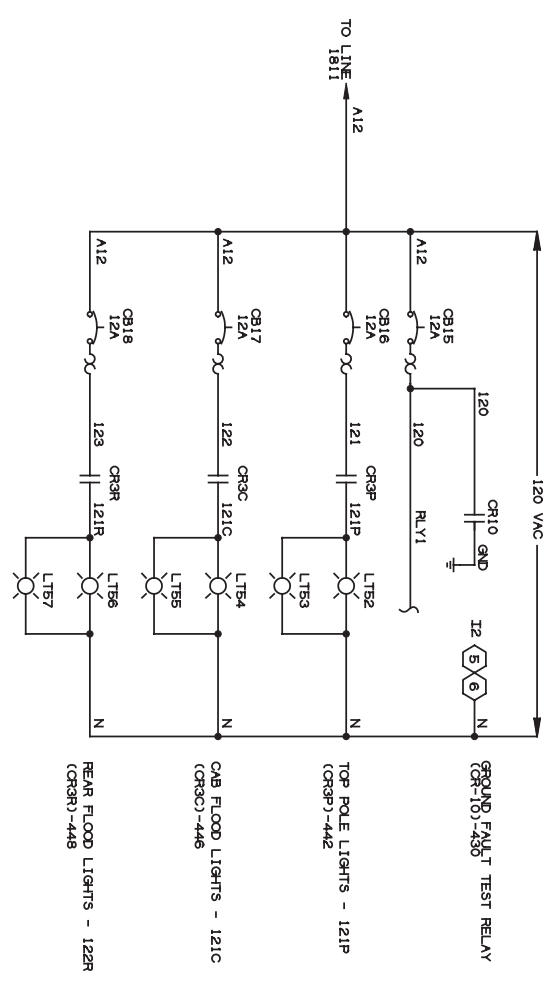 120 VAC
TO LINE
1811
A12
A12
CB15
12A
120
120
RLY1
CR10
GND
I2
5
6
N
GROUND FAULT TEST RELAY
(CR-10)-430
CB16
12A
121
CR3P
121P
LT52
LT53
N
TOP POLE LIGHTS - 121P
(CR3P)-442
A12
CB17
12A
122
CR3C
121C
LT54
LT55
N
CAB FLOOD LIGHTS - 121C
(CR3C)-446
A12
CB18
12A
123
CR3R
121R
LT56
LT57
N
REAR FLOOD LIGHTS - 122R
(CR3R)-448